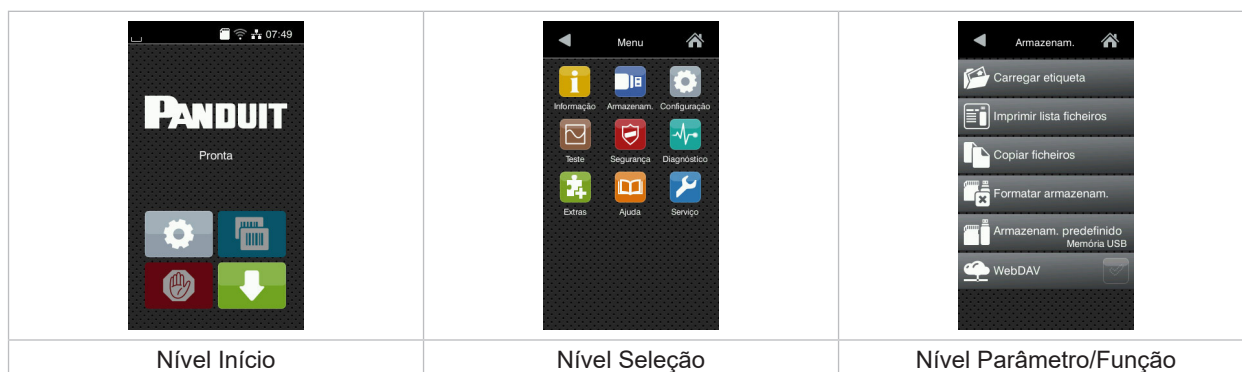 07:49
PANDUIT
Pronta
Nível Início
Menu
Informação Armazenam. Configuração
Teste Segurança Diagnóstico
Extras Ajuda Serviço
Nível Seleção
Armazenam.
Carregar etiqueta
Imprimir lista ficheiros
Copiar ficheiros
Formatar armazenam.
Armazenam. predefinido
Memória USB
WebDAV
Nível Parâmetro/Função